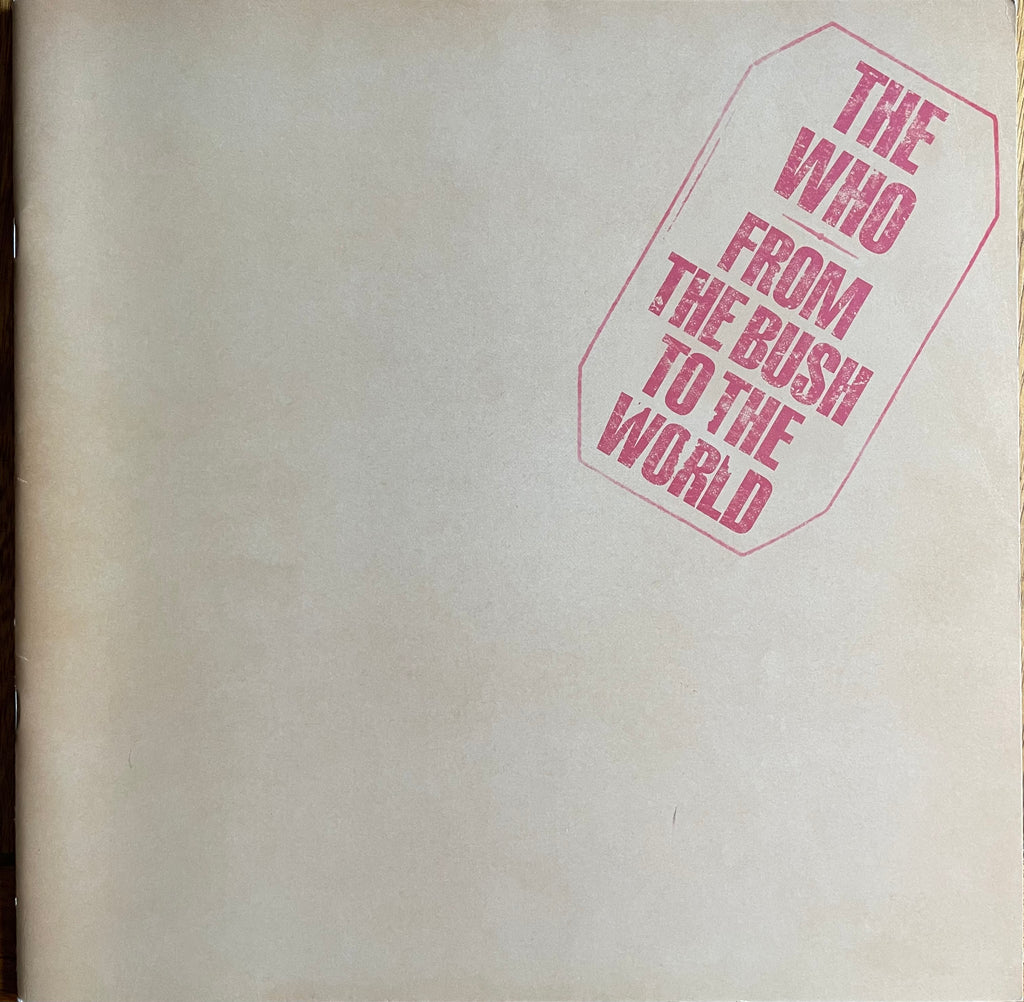 THE
WHO
FROM
THE BUSH
TO THE
WORLD